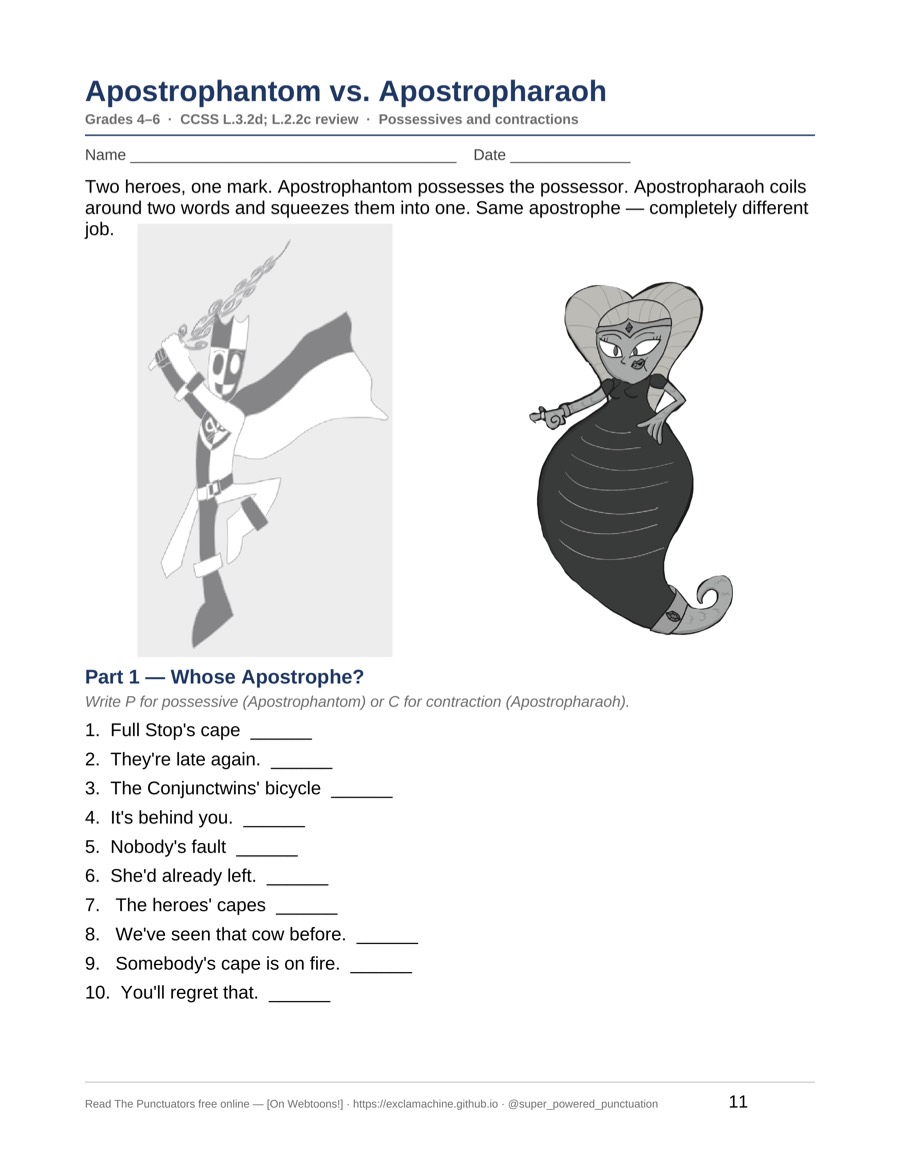 Apostrophantom vs. Apostropharaoh
Grades 4–6 · CCSS L.3.2d; L.2.2c review · Possessives and contractions
Name ________________________________________ Date _______________
Two heroes, one mark. Apostrophantom possesses the possessor. Apostropharaoh coils
around two words and squeezes them into one. Same apostrophe — completely different
job.
Part 1 — Whose Apostrophe?
Write P for possessive (Apostrophantom) or C for contraction (Apostropharaoh).
1. Full Stop's cape ______
2. They're late again. ______
3. The Conjunctwins' bicycle ______
4. It's behind you. ______
5. Nobody's fault ______
6. She'd already left. ______
7. The heroes' capes ______
8. We've seen that cow before. ______
9. Somebody's cape is on fire. ______
10. You'll regret that. ______
Read The Punctuators free online — [On Webtoons!] · https://exclamachine.github.io · @super_powered_punctuation 11